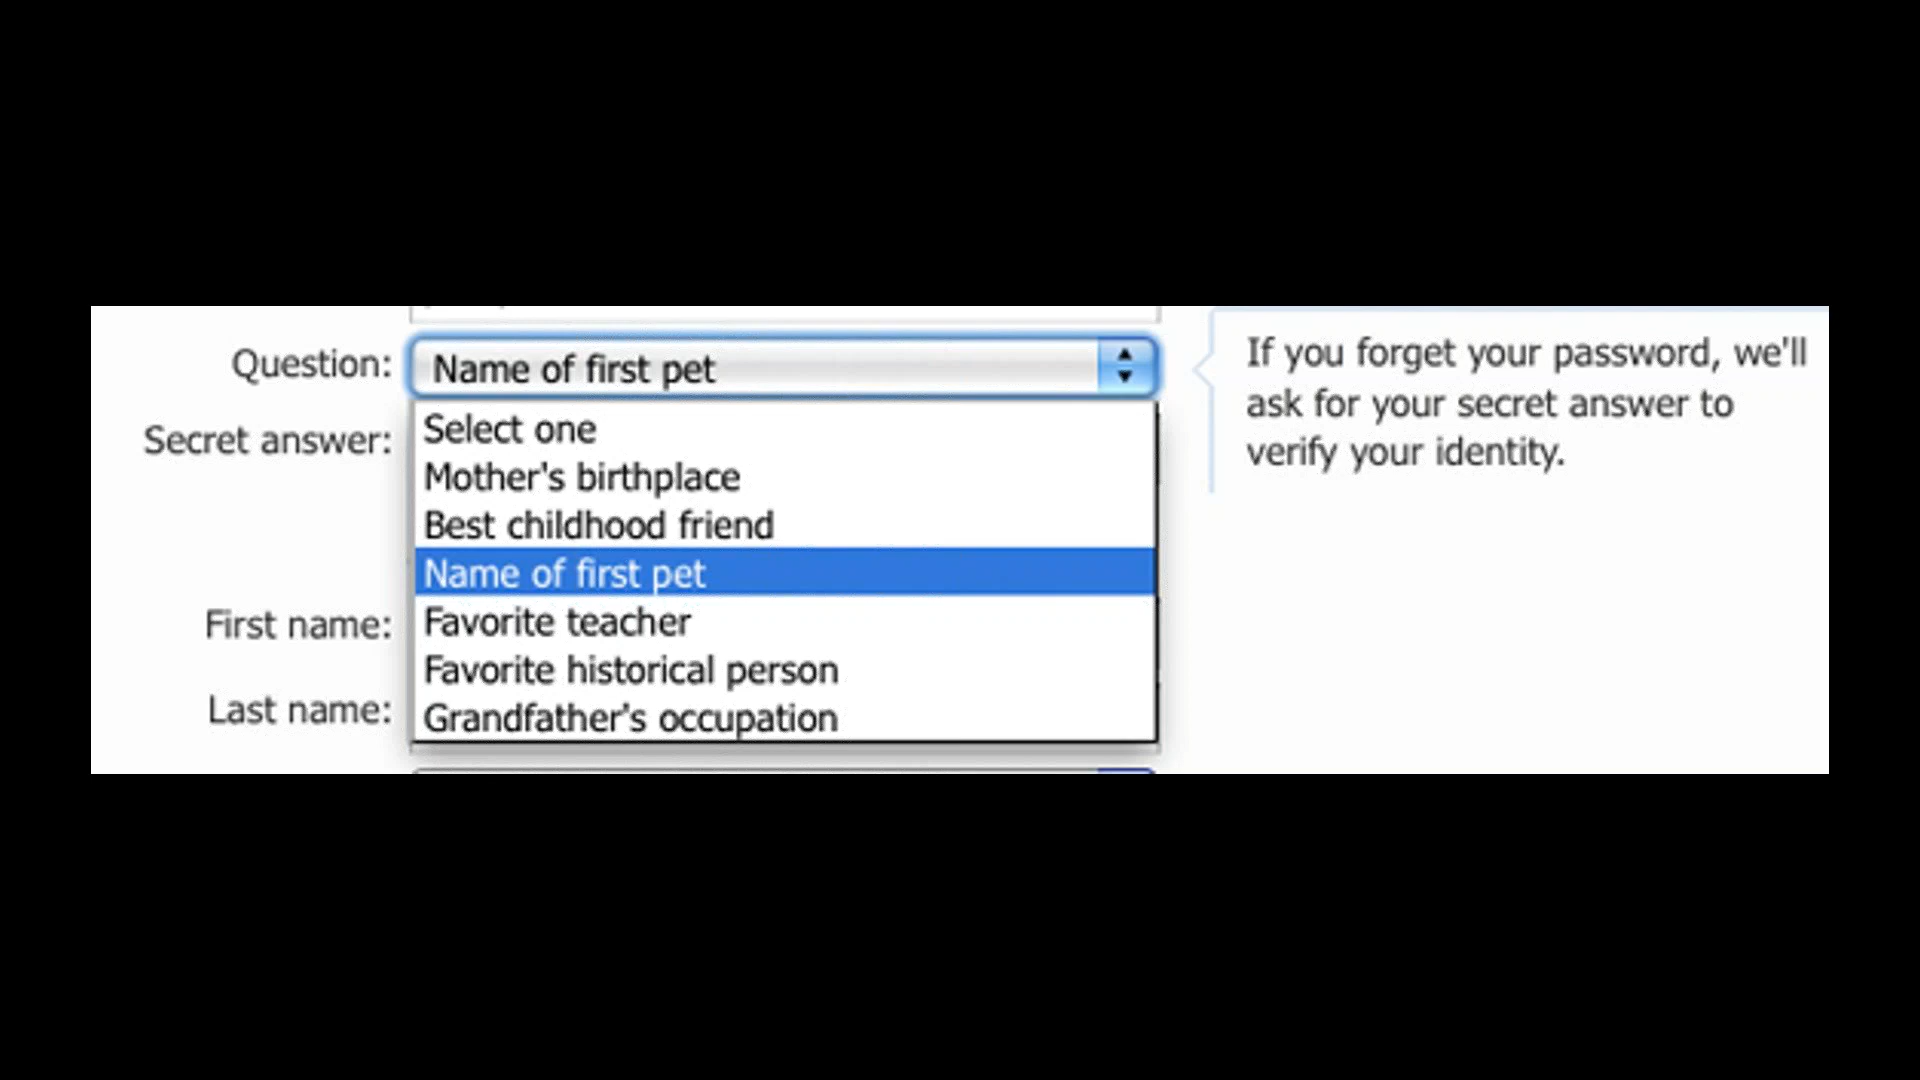 Question:
Name of first pet
If you forget your password, we'll
ask for your secret answer to
verify your identity.
Secret answer:
Select one
Mother's birthplace
Best childhood friend
Name of first pet
Favorite teacher
Favorite historical person
Grandfather's occupation
First name:
Last name: